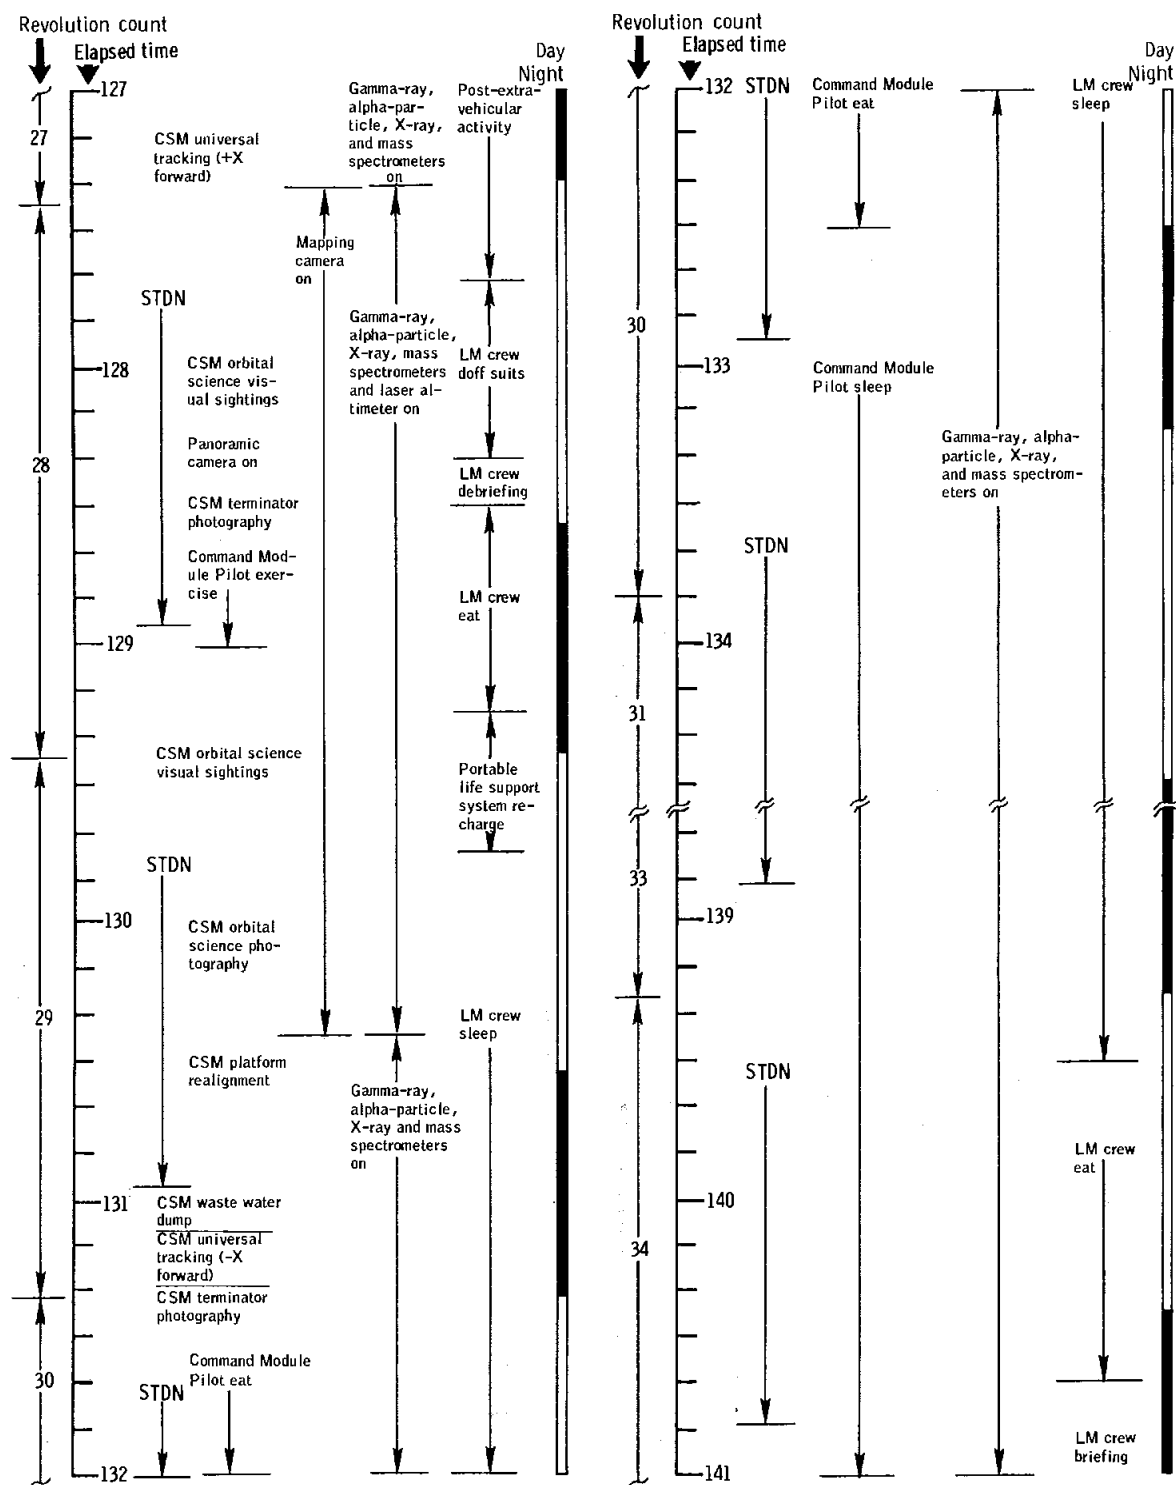 Revolution count
Elapsed time
Day
Night
127
27
CSM universal
tracking (+X
forward)
Gamma-ray,
alpha-par-
ticle, X-ray,
and mass
spectrometers
on
Post-extra-
vehicular
activity
Mapping
camera
on
STDN
Gamma-ray,
alpha-particle,
X-ray, mass
spectrometers
and laser al-
timeter on
LM crew
doff suits
128
CSM orbital
science vis-
ual sightings
28
Panoramic
camera on
LM crew
debriefing
CSM terminator
photography
Command Mod-
ule Pilot exer-
cise
LM crew
eat
129
CSM orbital science
visual sightings
Portable
life support
system re-
charge
STDN
130
CSM orbital
science pho-
tography
29
LM crew
sleep
CSM platform
realignment
Gamma-ray,
alpha-particle,
X-ray and mass
spectrometers
on
131
CSM waste water
dump
CSM universal
tracking (-X
forward)
CSM terminator
photography
30
Command Module
Pilot eat
STDN
132
Revolution count
Elapsed time
Day
Night
132
STDN
Command Module
Pilot eat
LM crew
sleep
30
133
Command Module
Pilot sleep
Gamma-ray, alpha-
particle, X-ray,
and mass spectrom-
eters on
STDN
134
31
33
139
STDN
LM crew
eat
140
34
LM crew
briefing
141